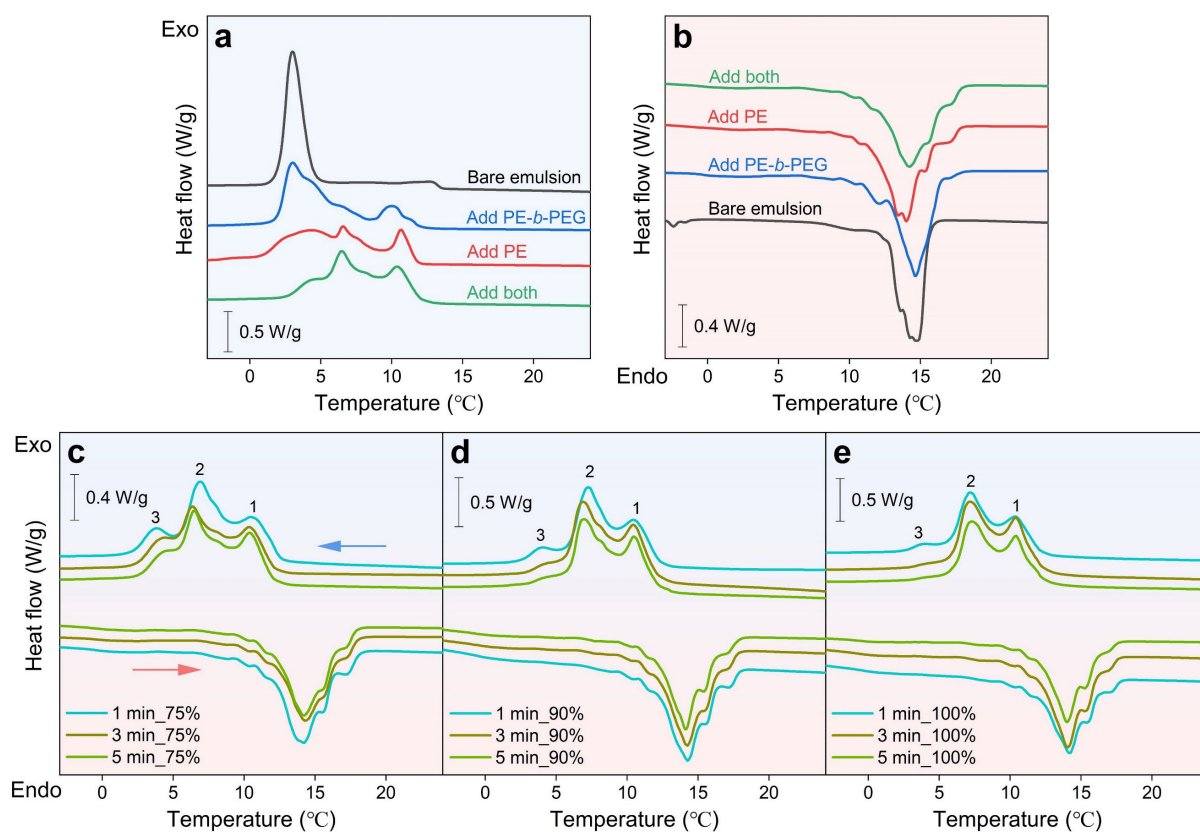 Exo
a
b
Heat flow (W/g)
Heat flow (W/g)
Bare emulsion
Add PE-b-PEG
Add PE
Add both
0.5 W/g
Add both
Add PE
Add PE-b-PEG
Bare emulsion
0.4 W/g
Endo
0 5 10 15 20
0 5 10 15 20
Temperature (℃)
Temperature (℃)
Exo
c
d
e
Heat flow (W/g)
0.4 W/g
3
2
1
1 min_75%
3 min_75%
5 min_75%
0.5 W/g
3
2
1
1 min_90%
3 min_90%
5 min_90%
0.5 W/g
3
2
1
1 min_100%
3 min_100%
5 min_100%
Endo
0 5 10 15 20
0 5 10 15 20
0 5 10 15 20
Temperature (℃)
Temperature (℃)
Temperature (℃)